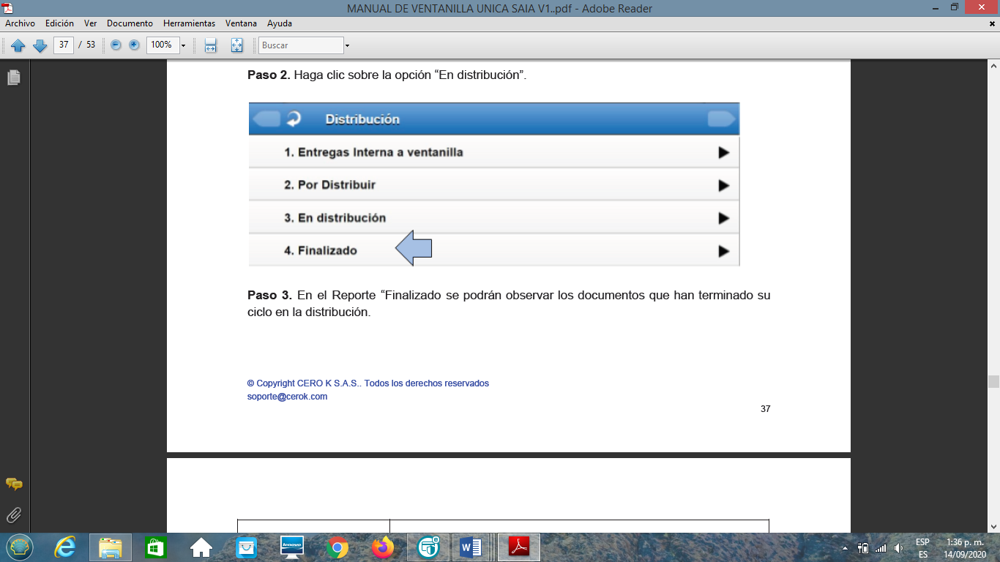 MANUAL DE VENTANILLA UNICA SAIA V1..pdf - Adobe Reader
Archivo Edición Ver Documento Herramientas Ventana Ayuda
37 / 53 100% Buscar
Paso 2. Haga clic sobre la opción “En distribución”.
Distribución
1. Entregas Interna a ventanilla
2. Por Distribuir
3. En distribución
4. Finalizado
Paso 3. En el Reporte “Finalizado se podrán observar los documentos que han terminado su
ciclo en la distribución.
© Copyright CERO K S.A.S.. Todos los derechos reservados
soporte@cerok.com
37
lenovo
ESP 1:36 p. m.
ES 14/09/2020